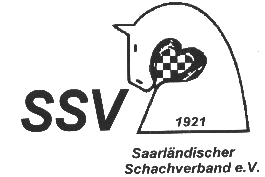 SSV
1921
Saarländischer
Schachverband e.V.